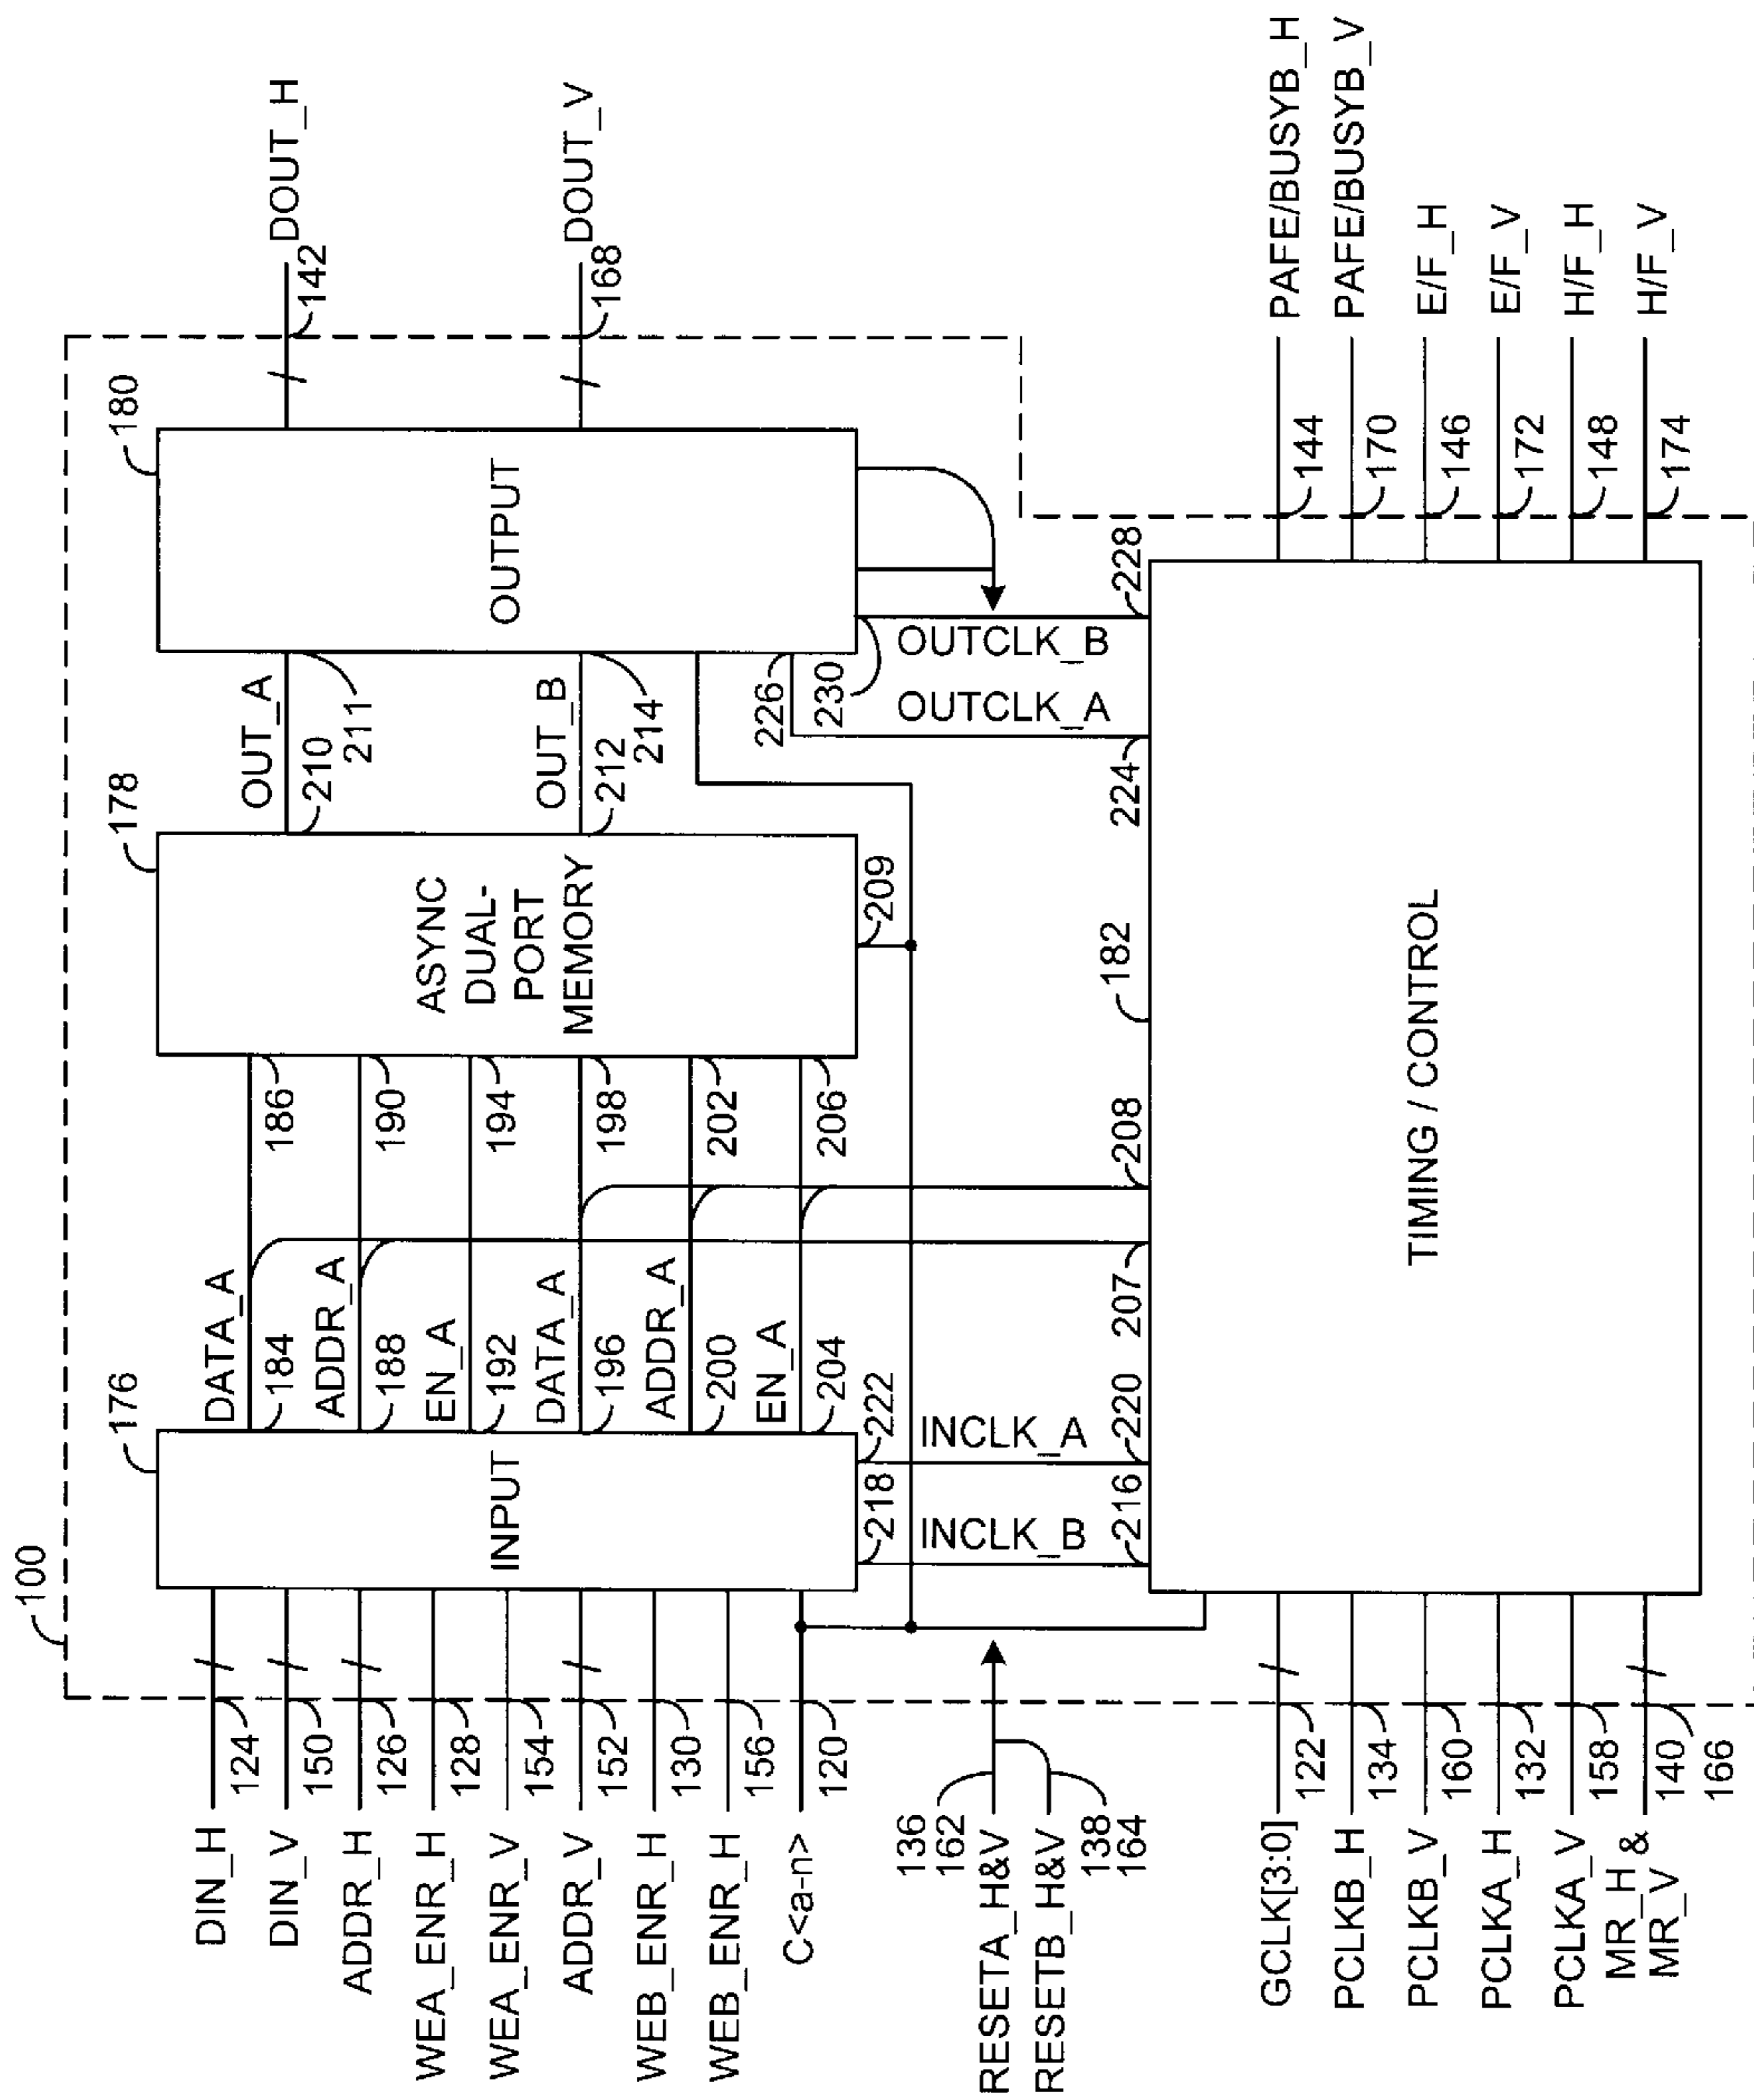 100
176
178
180
DIN_H
124
DIN_V
150
ADDR_H
126
WEA_ENR_H
128
WEA_ENR_V
154
ADDR_V
152
WEB_ENR_H
130
WEB_ENR_H
156
C<a-n>
120
INPUT
DATA_A
184
186
ADDR_A
188
190
EN_A
192
194
DATA_A
196
198
ADDR_A
200
202
EN_A
204
206
ASYNC
DUAL-
PORT
MEMORY
209
OUT_A
210
211
OUT_B
212
214
OUTPUT
142
DOUT_H
168
DOUT_V
136
162
RESETA_H&V
RESETB_H&V
138
164
218
INCLK_B
216
222
INCLK_A
220
207
208
182
226
230
OUTCLK_A
OUTCLK_B
224
228
TIMING / CONTROL
GCLK[3:0]
122
PCLKB_H
134
PCLKB_V
160
PCLKA_H
132
PCLKA_V
158
MR_H &
MR_V
140
166
144
PAFE/BUSYB_H
170
PAFE/BUSYB_V
146
E/F_H
172
E/F_V
148
H/F_H
174
H/F_V